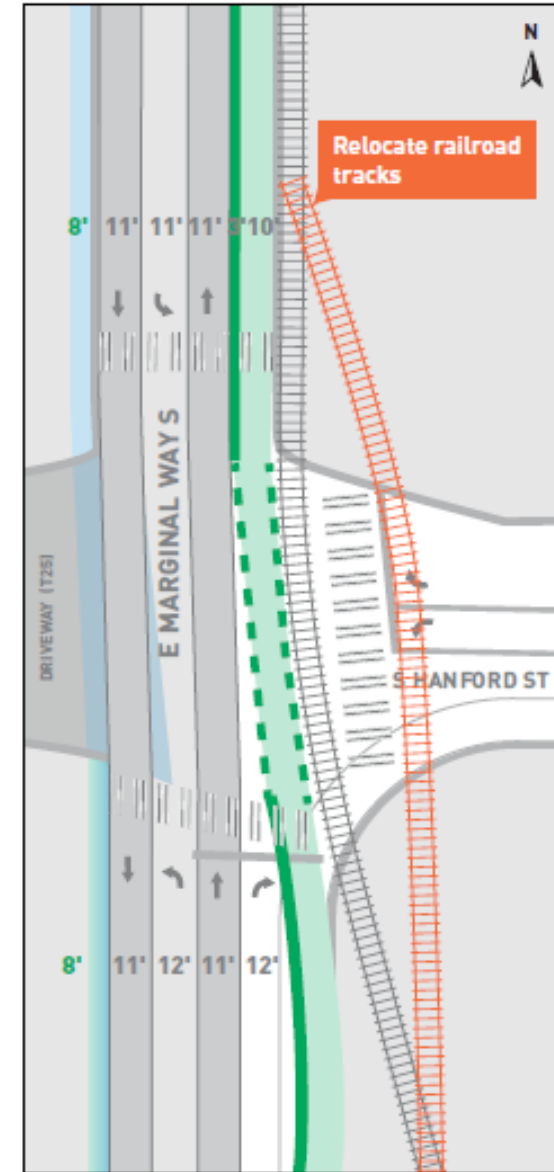 N
Relocate railroad
tracks
8' 11' 11' 11' 3' 10'
E MARGINAL WAY S
DRIVEWAY (T25)
S HANFORD ST
8' 11' 12' 11' 12'